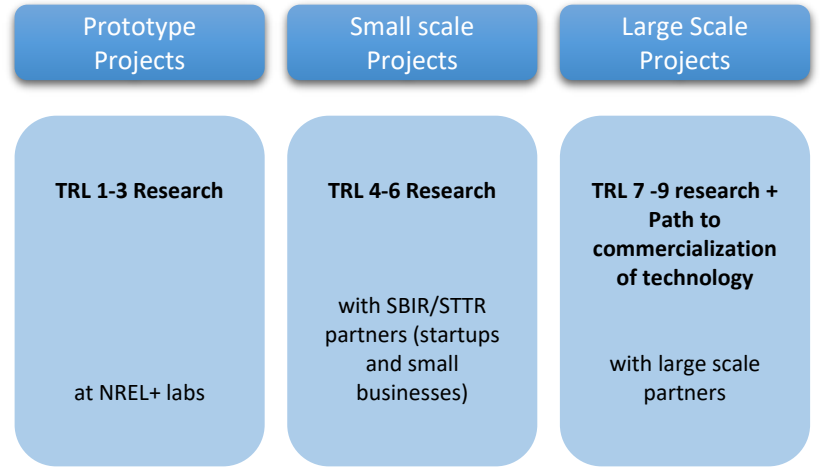 Prototype
Projects
Small scale
Projects
Large Scale
Projects
TRL 1-3 Research
at NREL+ labs
TRL 4-6 Research
with SBIR/STTR
partners (startups
and small
businesses)
TRL 7 -9 research +
Path to
commercialization
of technology
with large scale
partners